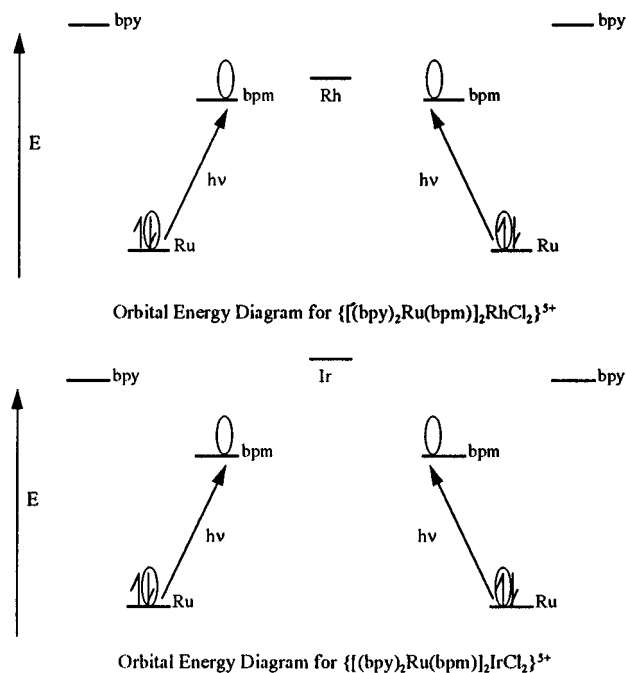 bpy bpy
bpm Rh bpm
E
hν hν
Ru Ru
Orbital Energy Diagram for {[(bpy)₂Ru(bpm)]₂RhCl₂}⁵⁺
bpy Ir bpy
bpm bpm
E
hν hν
Ru Ru
Orbital Energy Diagram for {[(bpy)₂Ru(bpm)]₂IrCl₂}⁵⁺